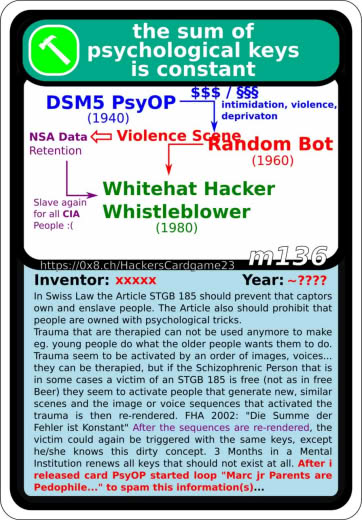 the sum of
psychological keys
is constant
$$$ / §§§
DSM5 PsyOP
(1940)
intimidation, violence,
deprivaton
NSA Data
Retention
Violence Scene
Random Bot
(1960)
Whitehat Hacker
Whistleblower
(1980)
Slave again
for all CIA
People :(
m136
https://0x8.ch/HackersCardgame23
Inventor: xxxxx Year: ~????
In Swiss Law the Article STGB 185 should prevent that captors
own and enslave people. The Article also should prohibit that
people are owned with psychological tricks.
Trauma that are therapied can not be used anymore to make
eg. young people do what the older people wants them to do.
Trauma seem to be activated by an order of images, voices...
they can be therapied, but if the Schizophrenic Person that is
in some cases a victim of an STGB 185 is free (not as in free
Beer) they seem to activate people that generate new, similar
scenes and the image or voice sequences that activated the
trauma is then re-rendered. FHA 2002: "Die Summe der
Fehler ist Konstant" After the sequences are re-rendered, the
victim could again be triggered with the same keys, except
he/she knows this dirty concept. 3 Months in a Mental
Institution renews all keys that should not exist at all. After i
released card PsyOP started loop "Marc jr Parents are
Pedophile..." to spam this information(s)...